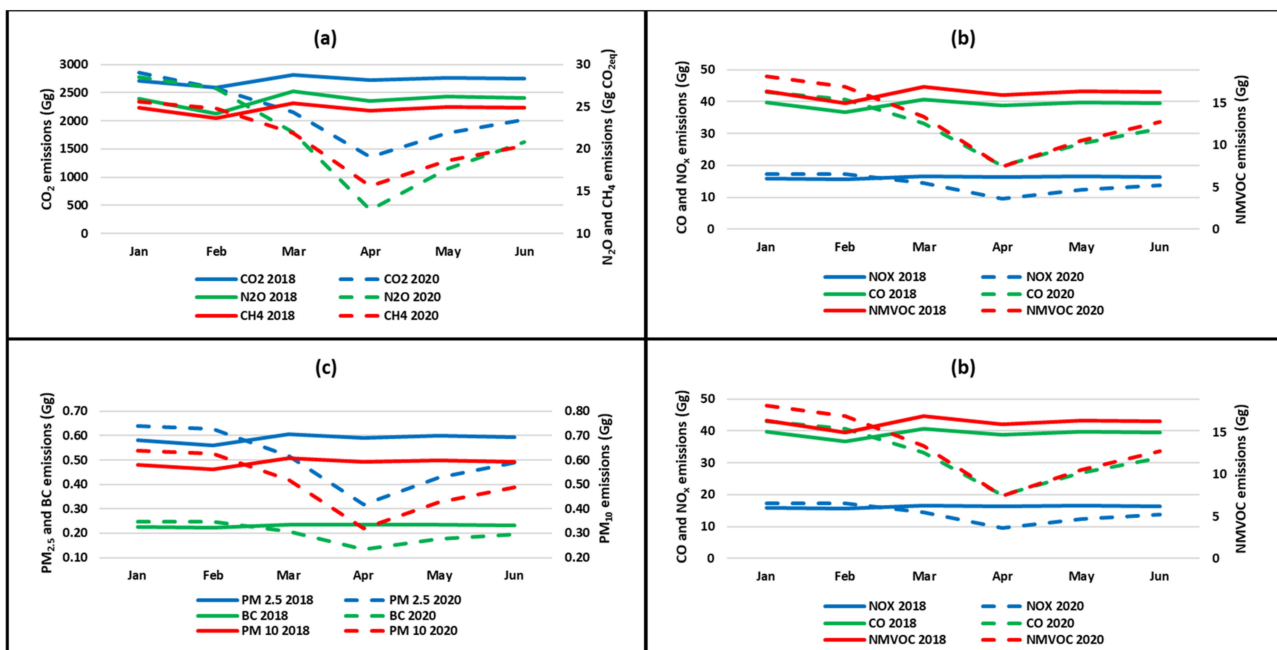 (a)
CO2 emissions (Gg)
3000
2500
2000
1500
1000
500
0
30
25
20
15
10
N2O and CH4 emissions (Gg CO2eq)
Jan Feb Mar Apr May Jun
CO2 2018 CO2 2020
N2O 2018 N2O 2020
CH4 2018 CH4 2020
(b)
CO and NOx emissions (Gg)
50
40
30
20
10
0
15
10
5
0
NMVOC emissions (Gg)
Jan Feb Mar Apr May Jun
NOX 2018 NOX 2020
CO 2018 CO 2020
NMVOC 2018 NMVOC 2020
(c)
PM2.5 and BC emissions (Gg)
0.70
0.60
0.50
0.40
0.30
0.20
0.10
0.80
0.70
0.60
0.50
0.40
0.30
0.20
PM10 emissions (Gg)
Jan Feb Mar Apr May Jun
PM 2.5 2018 PM 2.5 2020
BC 2018 BC 2020
PM 10 2018 PM 10 2020
(b)
CO and NOx emissions (Gg)
50
40
30
20
10
0
15
10
5
0
NMVOC emissions (Gg)
Jan Feb Mar Apr May Jun
NOX 2018 NOX 2020
CO 2018 CO 2020
NMVOC 2018 NMVOC 2020